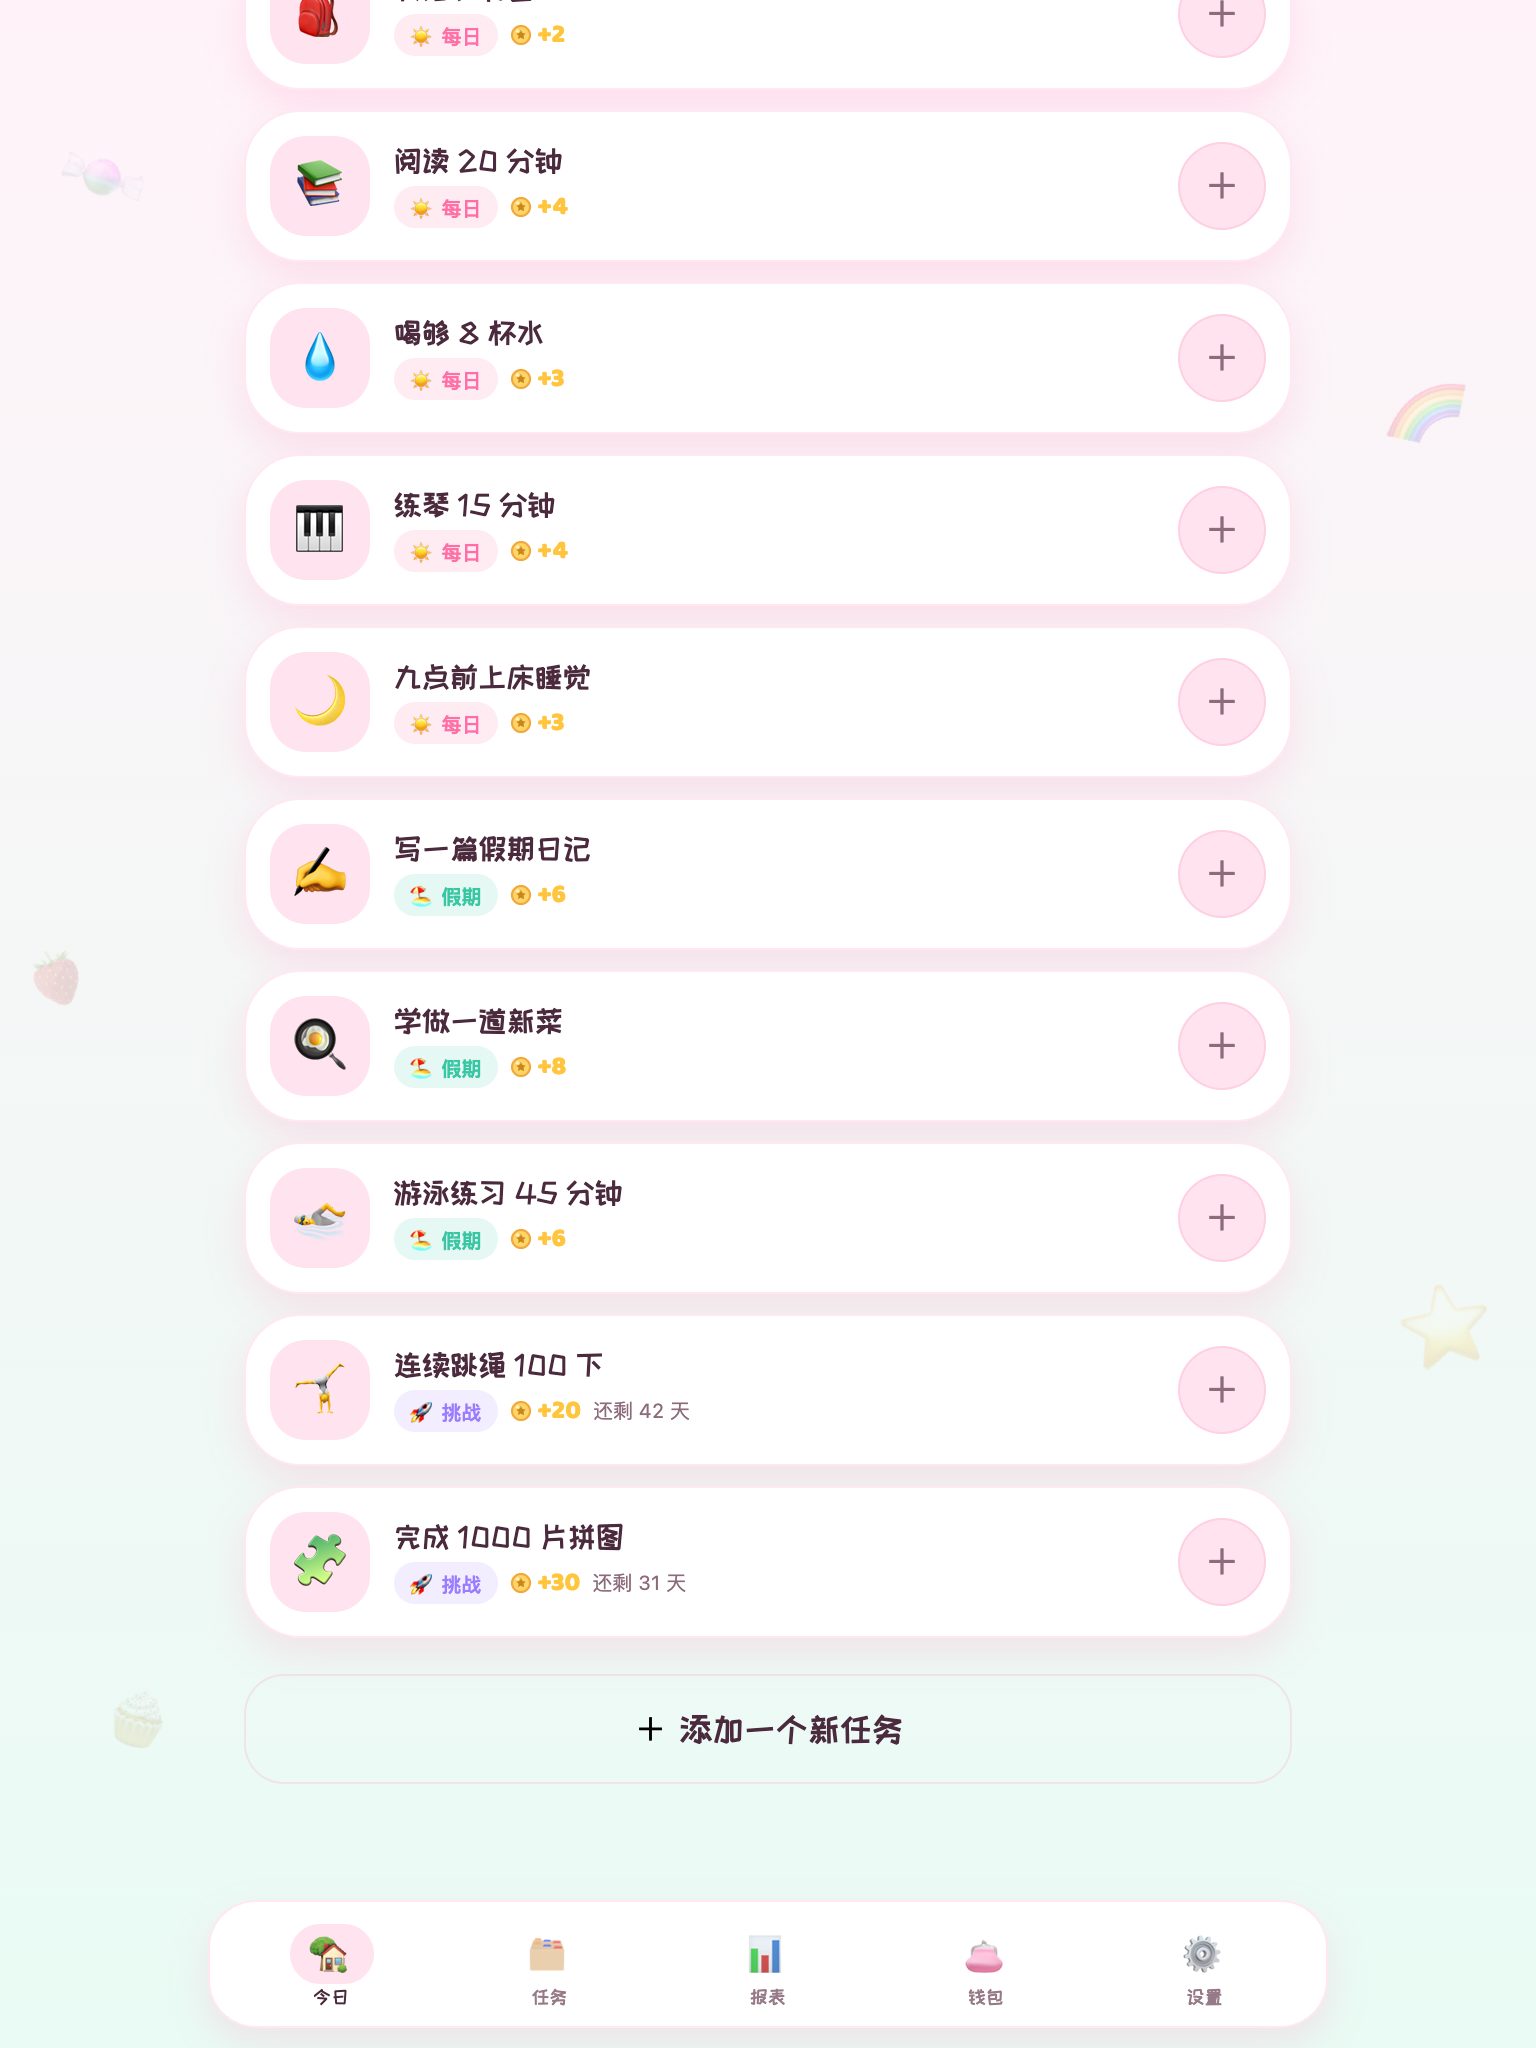 每日 +2
阅读 20 分钟
每日 +4
喝够 8 杯水
每日 +3
练琴 15 分钟
每日 +4
九点前上床睡觉
每日 +3
写一篇假期日记
假期 +6
学做一道新菜
假期 +8
游泳练习 45 分钟
假期 +6
连续跳绳 100 下
挑战 +20 还剩 42 天
完成 1000 片拼图
挑战 +30 还剩 31 天
+ 添加一个新任务
今日 任务 报表 钱包 设置